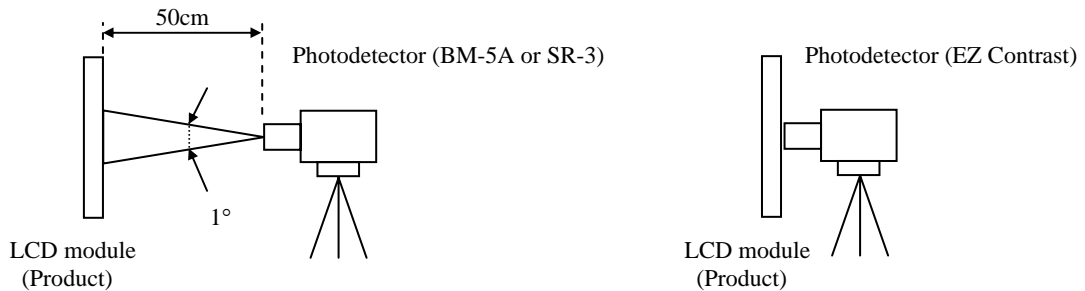 50cm
Photodetector (BM-5A or SR-3)
1°
LCD module
(Product)
Photodetector (EZ Contrast)
LCD module
(Product)